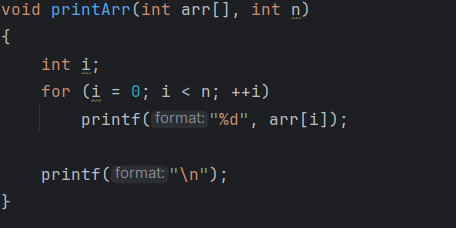 void printArr(int arr[], int n)
{
    int i;
    for (i = 0; i < n; ++i)
        printf( format: "%d", arr[i]);

    printf( format: "\n");
}